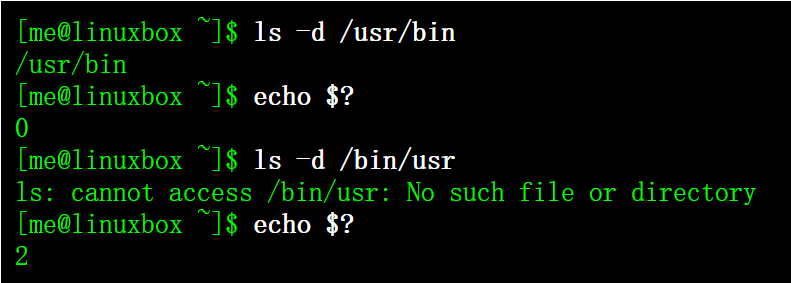 [me@linuxbox ~]$ ls -d /usr/bin
/usr/bin
[me@linuxbox ~]$ echo $?
0
[me@linuxbox ~]$ ls -d /bin/usr
ls: cannot access /bin/usr: No such file or directory
[me@linuxbox ~]$ echo $?
2